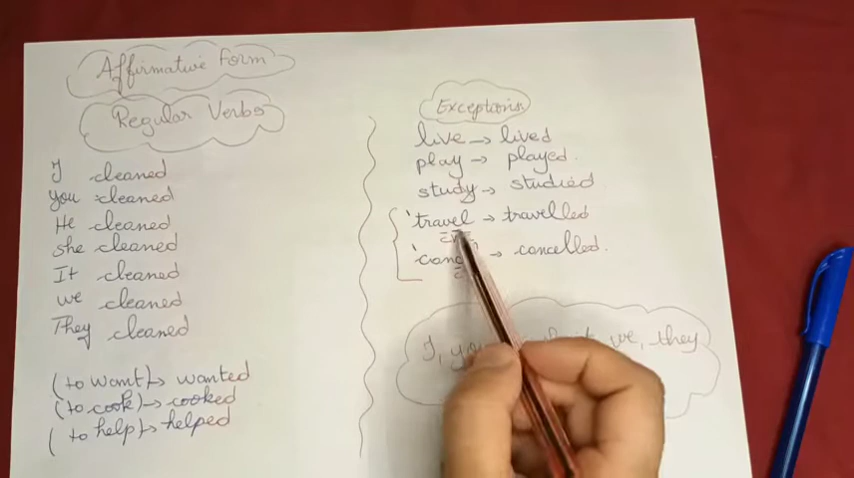 Affirmative Form
Regular Verbs
I cleaned
You cleaned
He cleaned
She cleaned
It cleaned
we cleaned
They cleaned
(to want) → wanted
(to cook) → cooked
(to help) → helped
Exceptions
live → lived
play → played.
study → studied
'travel → travelled
→ cancelled.
I, we, they